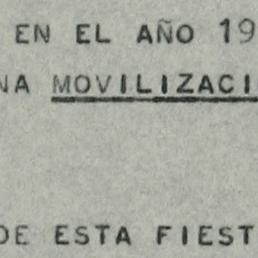 EN EL AÑO 19
NA MOVILIZACI
DE ESTA FIEST